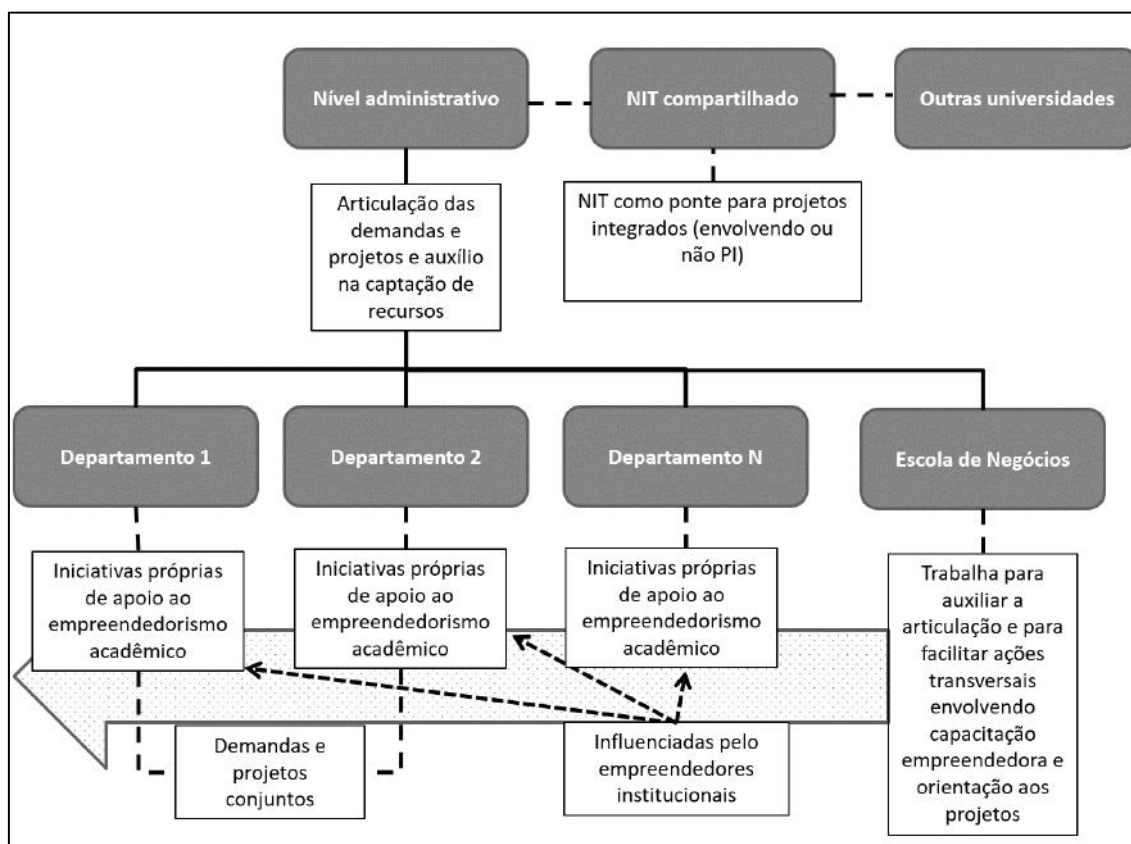 Nível administrativo
NIT compartilhado
Outras universidades
Articulação das
demandas e
projetos e auxílio
na captação de
recursos
NIT como ponte para projetos
integrados (envolvendo ou
não PI)
Departamento 1
Departamento 2
Departamento N
Escola de Negócios
Iniciativas próprias
de apoio ao
empreendedorismo
acadêmico
Iniciativas próprias
de apoio ao
empreendedorismo
acadêmico
Iniciativas próprias
de apoio ao
empreendedorismo
acadêmico
Trabalha para
auxiliar a
articulação e para
facilitar ações
transversais
envolvendo
capacitação
empreendedora e
orientação aos
projetos
Demandas e
projetos
conjuntos
Influenciadas pelo
empreendedores
institucionais